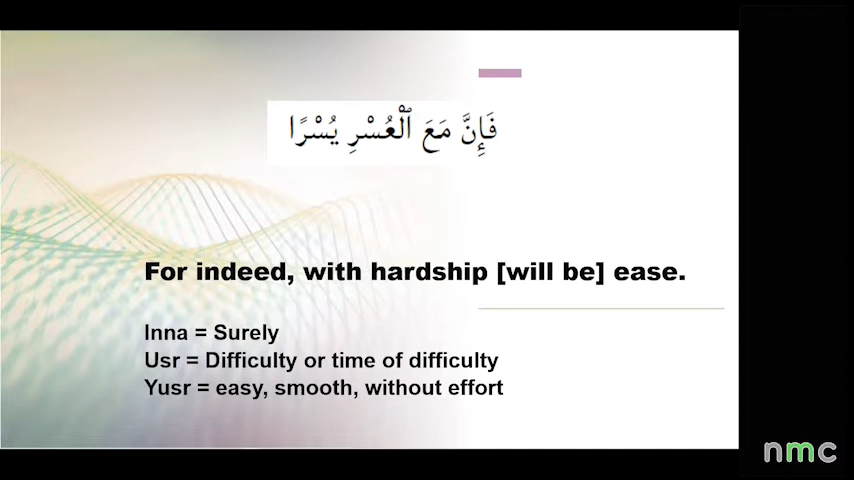 فَإِنَّ مَعَ ٱلْعُسْرِ يُسْرًا
For indeed, with hardship [will be] ease.
Inna = Surely
Usr = Difficulty or time of difficulty
Yusr = easy, smooth, without effort
nmc